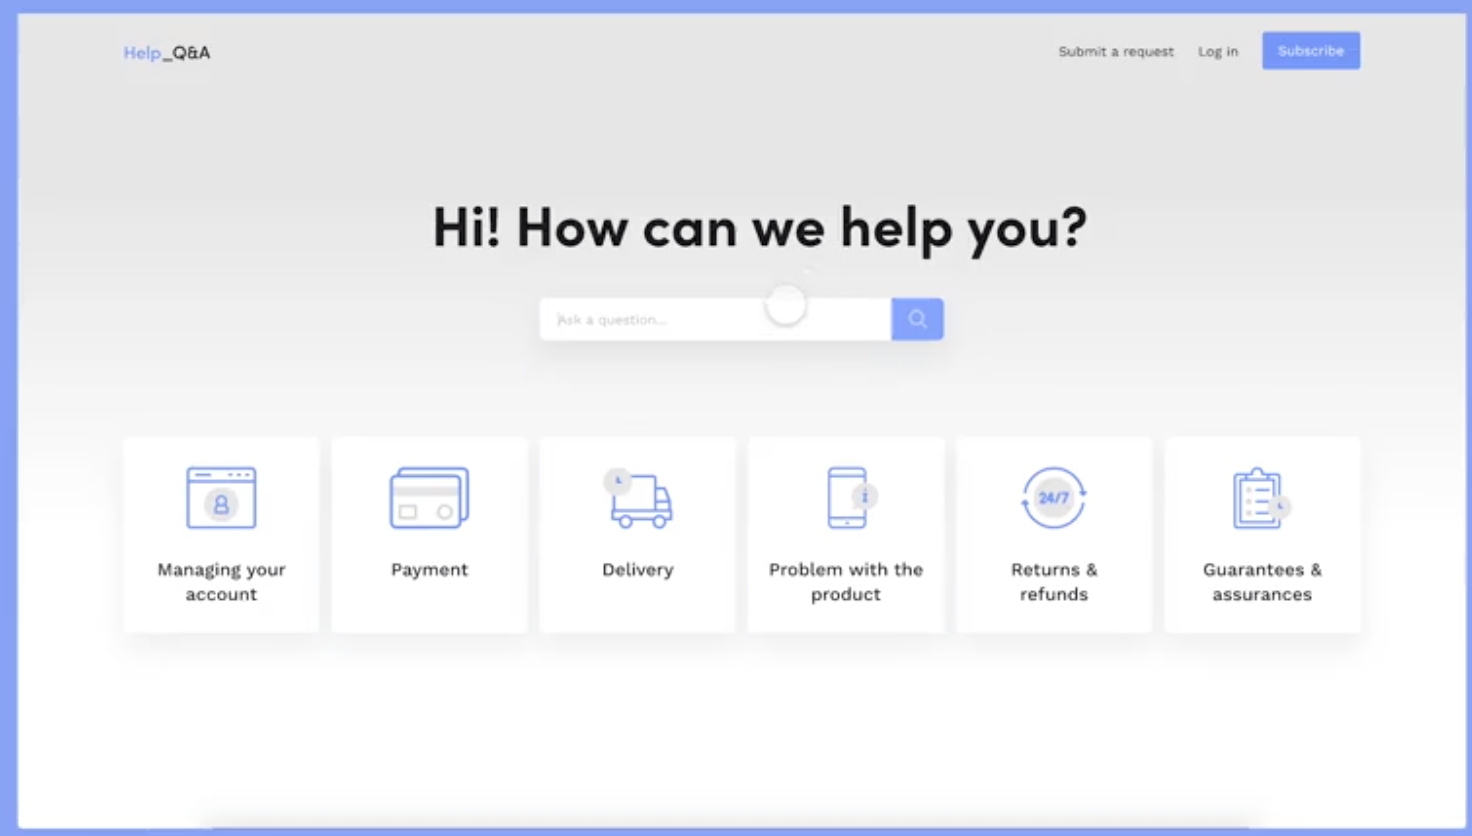 Help_Q&A
Submit a request
Log in
Subscribe
Hi! How can we help you?
Ask a question...
Managing your
account
Payment
Delivery
i
Problem with the
product
24/7
Returns &
refunds
Guarantees &
assurances